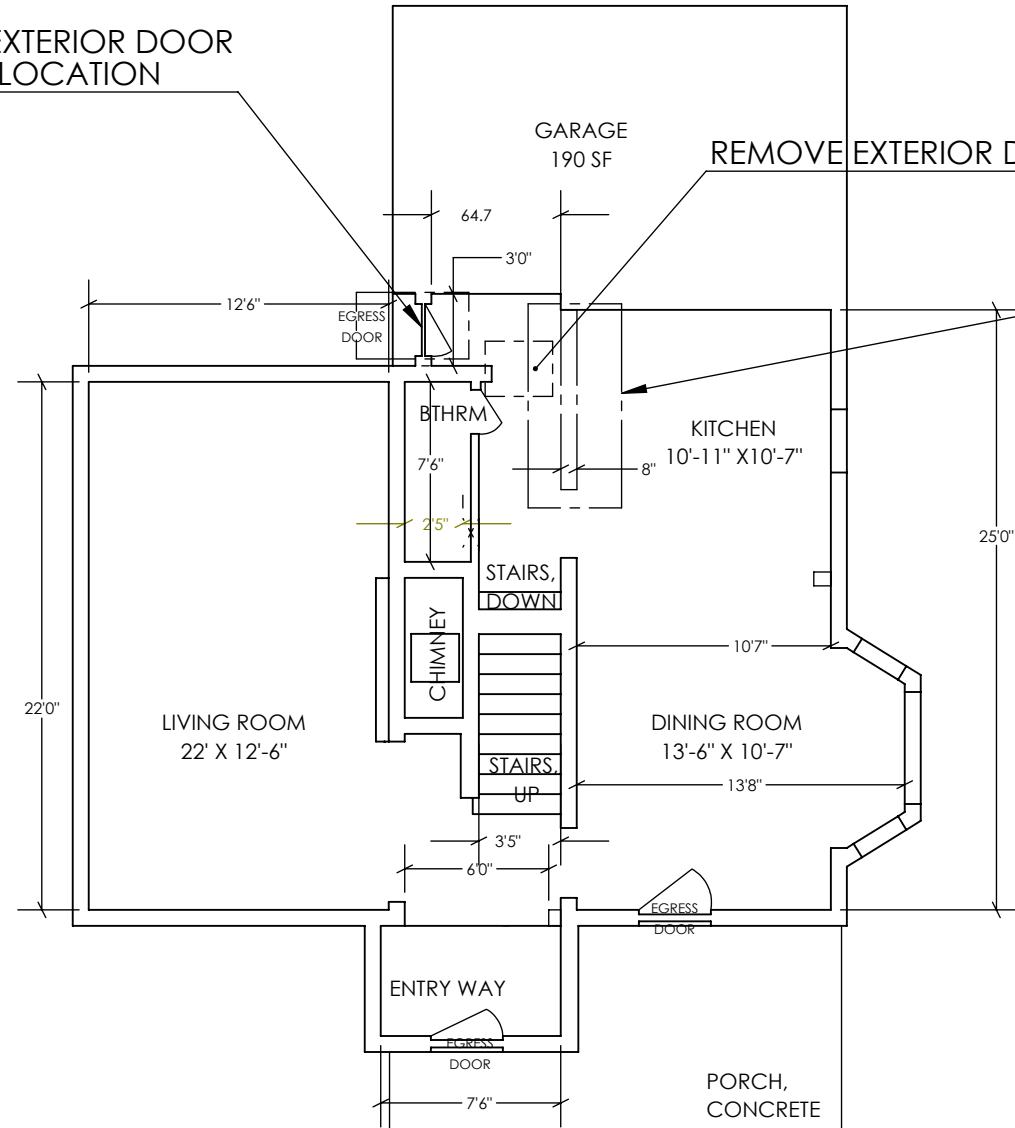 EXTERIOR DOOR
LOCATION
GARAGE
190 SF
REMOVE EXTERIOR D
64.7
3'0"
12'6"
EGRESS
DOOR
BTHRM
KITCHEN
10'-11" X10'-7"
7'6"
8"
2'5"
25'0"
STAIRS,
DOWN
CHIMNEY
10'7"
22'0"
LIVING ROOM
22' X 12'-6"
DINING ROOM
13'-6" X 10'-7"
STAIRS,
UP
13'8"
3'5"
6'0"
EGRESS
DOOR
ENTRY WAY
EGRESS
DOOR
7'6"
PORCH,
CONCRETE